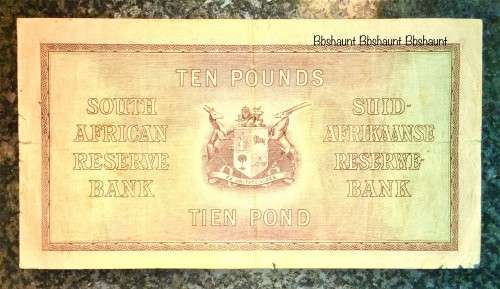 Bbshaunt Bbshaunt Bbshaunt
TEN POUNDS
SOUTH
AFRICAN
RESERVE
BANK
SUID-
AFRIKAANSE
RESERWE-
BANK
TIEN POND